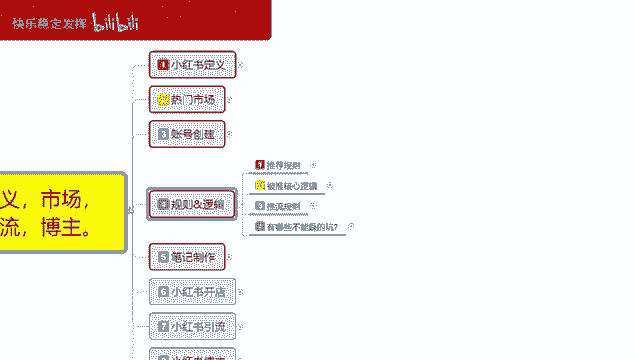 快乐稳定发挥 bilibili
1 小红书定义
2 热门市场
3 账号创建
4 规则&逻辑
1 推荐规则
2 被推核心逻辑
3 推流规则
4 有哪些不能踩的坑?
义，市场，
流，博主。
5 笔记制作
6 小红书开店
7 小红书引流